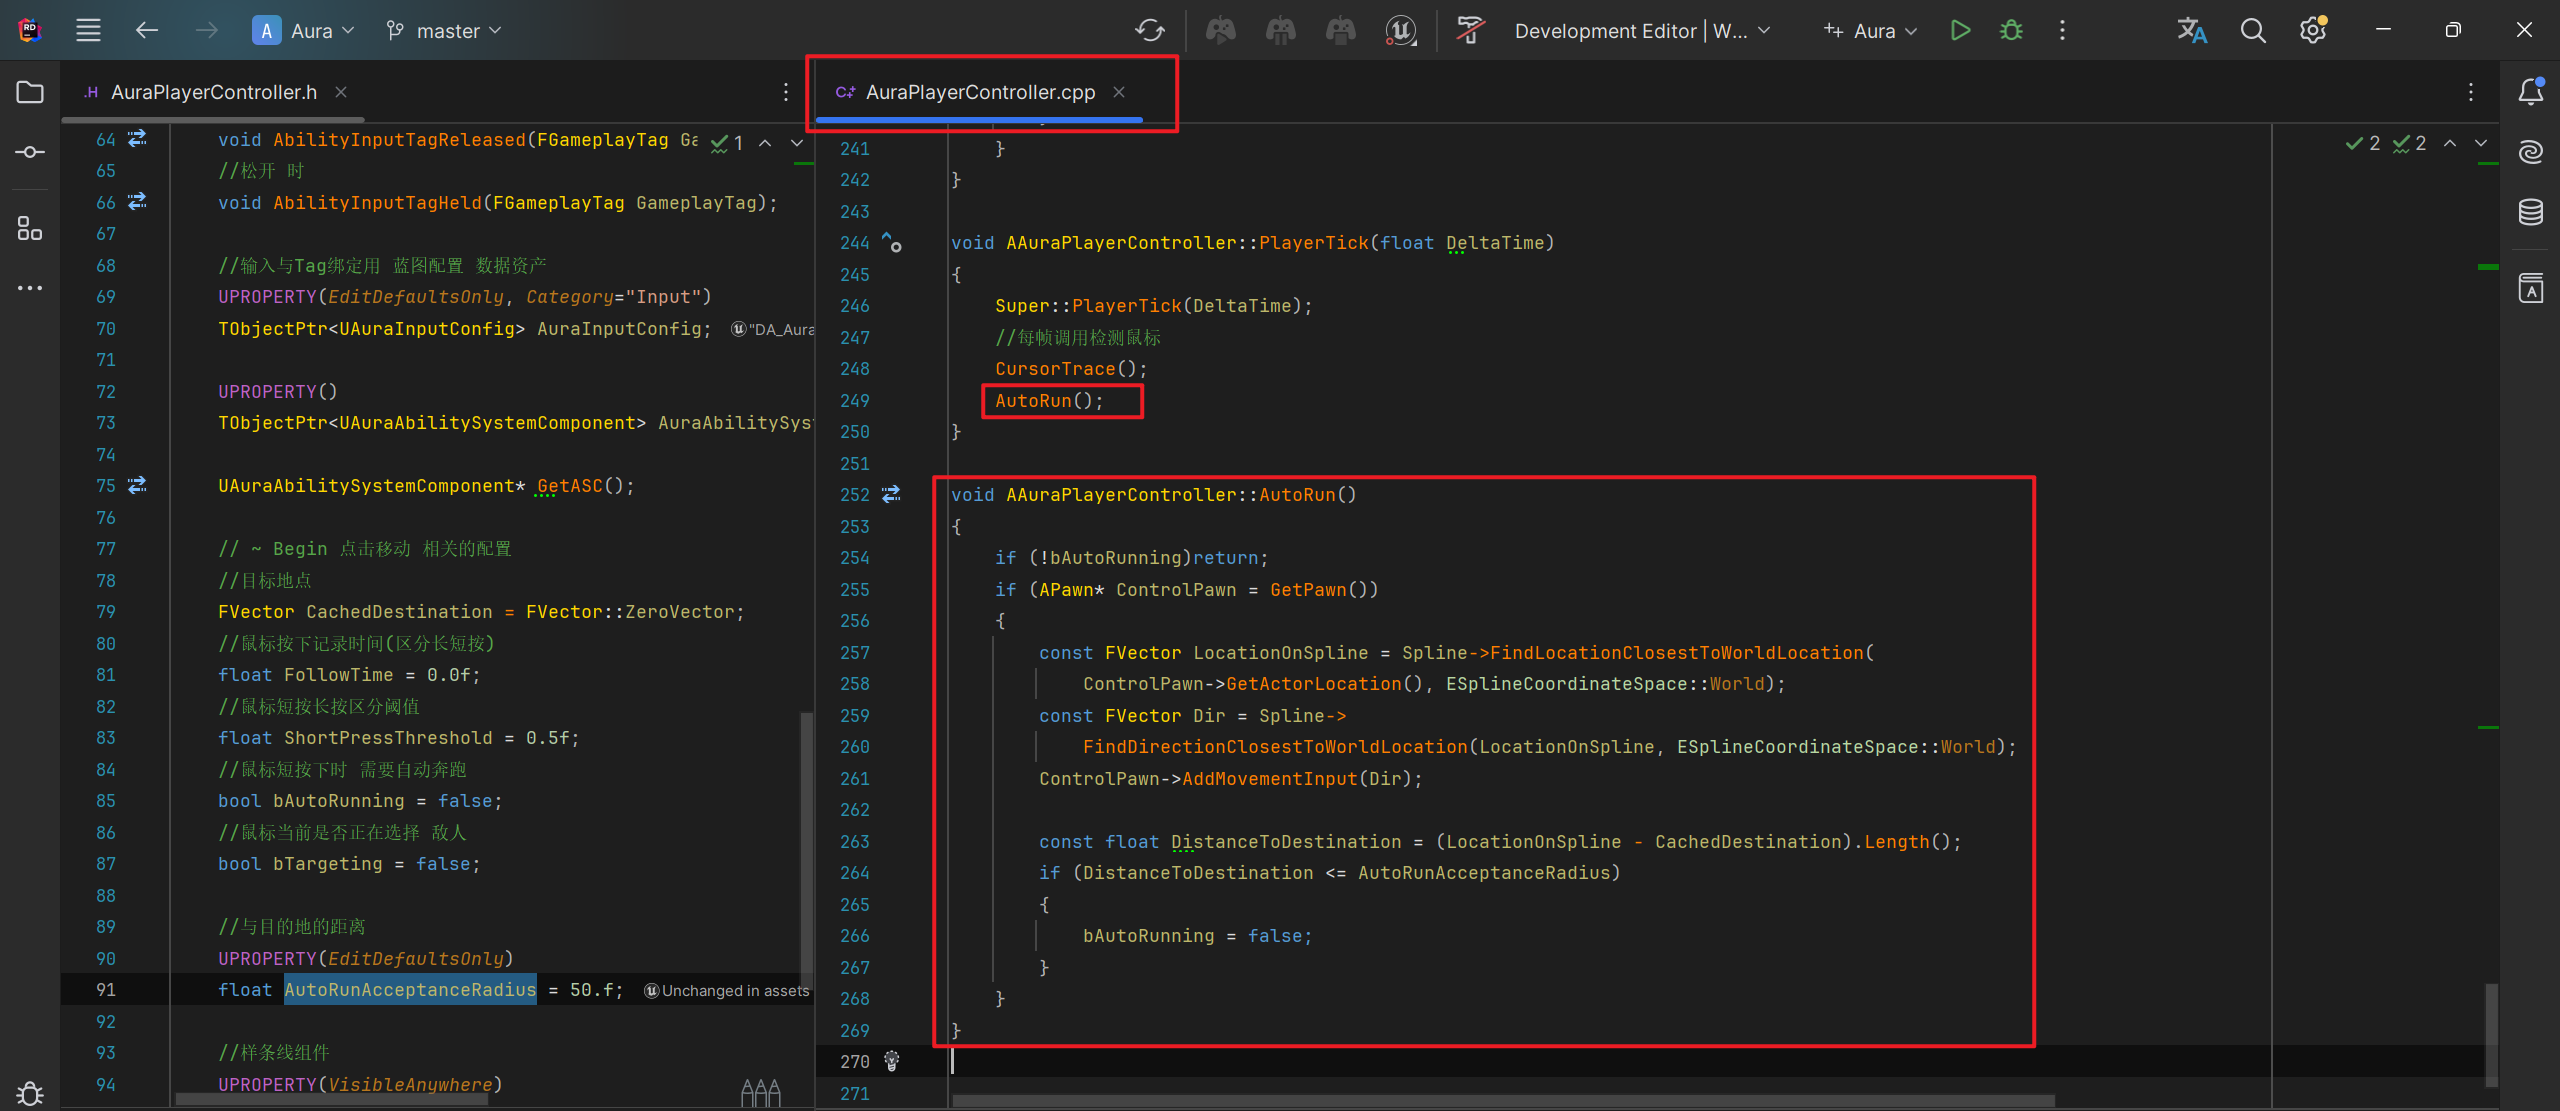 Aura
master
Development Editor | W...
Aura
AuraPlayerController.h
64 void AbilityInputTagReleased(FGameplayTag Ga
1
65 //松开 时
66 void AbilityInputTagHeld(FGameplayTag GameplayTag);
67
68 //输入与Tag绑定用 蓝图配置 数据资产
69 UPROPERTY(EditDefaultsOnly, Category="Input")
70 TObjectPtr<UAuraInputConfig> AuraInputConfig; "DA_Aura
71
72 UPROPERTY()
73 TObjectPtr<UAuraAbilitySystemComponent> AuraAbilitySys
74
75 UAuraAbilitySystemComponent* GetASC();
76
77 // ~ Begin 点击移动 相关的配置
78 //目标地点
79 FVector CachedDestination = FVector::ZeroVector;
80 //鼠标按下记录时间(区分长短按)
81 float FollowTime = 0.0f;
82 //鼠标短按长按区分阈值
83 float ShortPressThreshold = 0.5f;
84 //鼠标短按下时 需要自动奔跑
85 bool bAutoRunning = false;
86 //鼠标当前是否正在选择 敌人
87 bool bTargeting = false;
88
89 //与目的地的距离
90 UPROPERTY(EditDefaultsOnly)
91 float AutoRunAcceptanceRadius = 50.f; Unchanged in assets
92
93 //样条线组件
94 UPROPERTY(VisibleAnywhere)
AuraPlayerController.cpp
2 2
241 }
242 }
243
244 void AAuraPlayerController::PlayerTick(float DeltaTime)
245 {
246 Super::PlayerTick(DeltaTime);
247 //每帧调用检测鼠标
248 CursorTrace();
249 AutoRun();
250 }
251
252 void AAuraPlayerController::AutoRun()
253 {
254 if (!bAutoRunning)return;
255 if (APawn* ControlPawn = GetPawn())
256 {
257 const FVector LocationOnSpline = Spline->FindLocationClosestToWorldLocation(
258 ControlPawn->GetActorLocation(), ESplineCoordinateSpace::World);
259 const FVector Dir = Spline->
260 FindDirectionClosestToWorldLocation(LocationOnSpline, ESplineCoordinateSpace::World);
261 ControlPawn->AddMovementInput(Dir);
262
263 const float DistanceToDestination = (LocationOnSpline - CachedDestination).Length();
264 if (DistanceToDestination <= AutoRunAcceptanceRadius)
265 {
266 bAutoRunning = false;
267 }
268 }
269 }
270
271